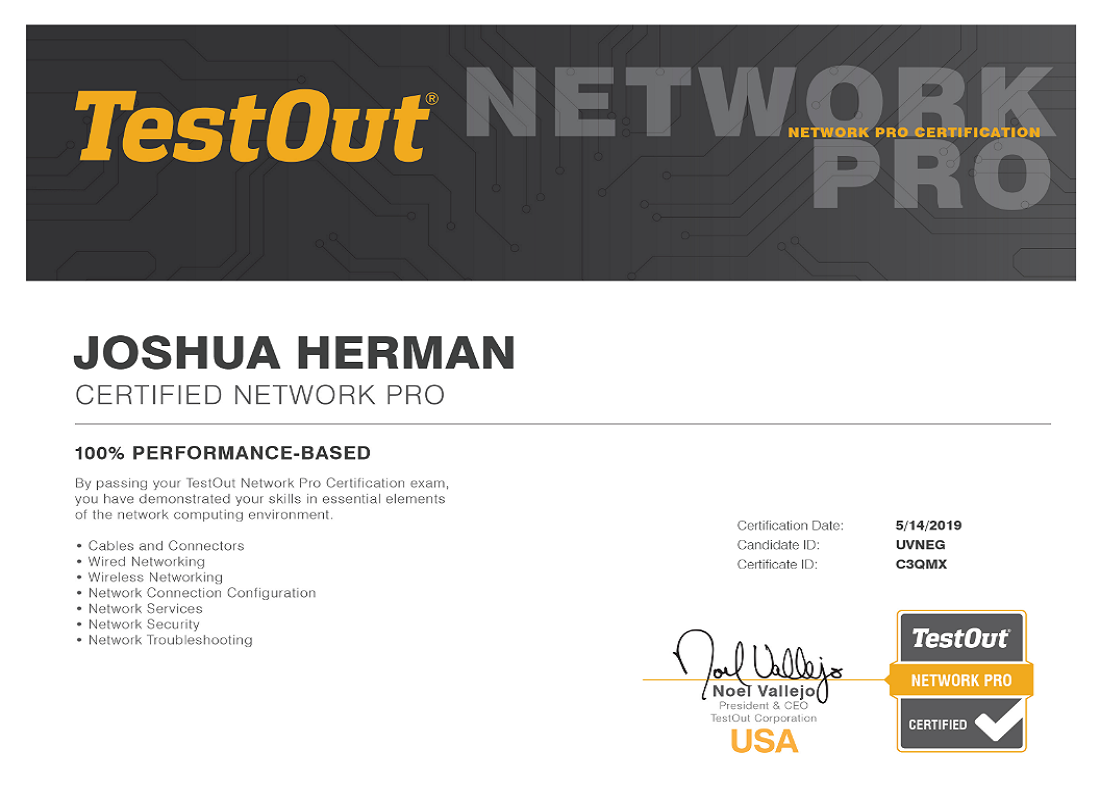 TestOut®
NETWORK
NETWORK PRO CERTIFICATION
PRO
JOSHUA HERMAN
CERTIFIED NETWORK PRO
100% PERFORMANCE-BASED
By passing your TestOut Network Pro Certification exam,
you have demonstrated your skills in essential elements
of the network computing environment.
• Cables and Connectors
• Wired Networking
• Wireless Networking
• Network Connection Configuration
• Network Services
• Network Security
• Network Troubleshooting
Certification Date: 5/14/2019
Candidate ID: UVNEG
Certificate ID: C3QMX
Noel Vallejo
Noel Vallejo
President & CEO
TestOut Corporation
USA
TestOut®
NETWORK PRO
CERTIFIED